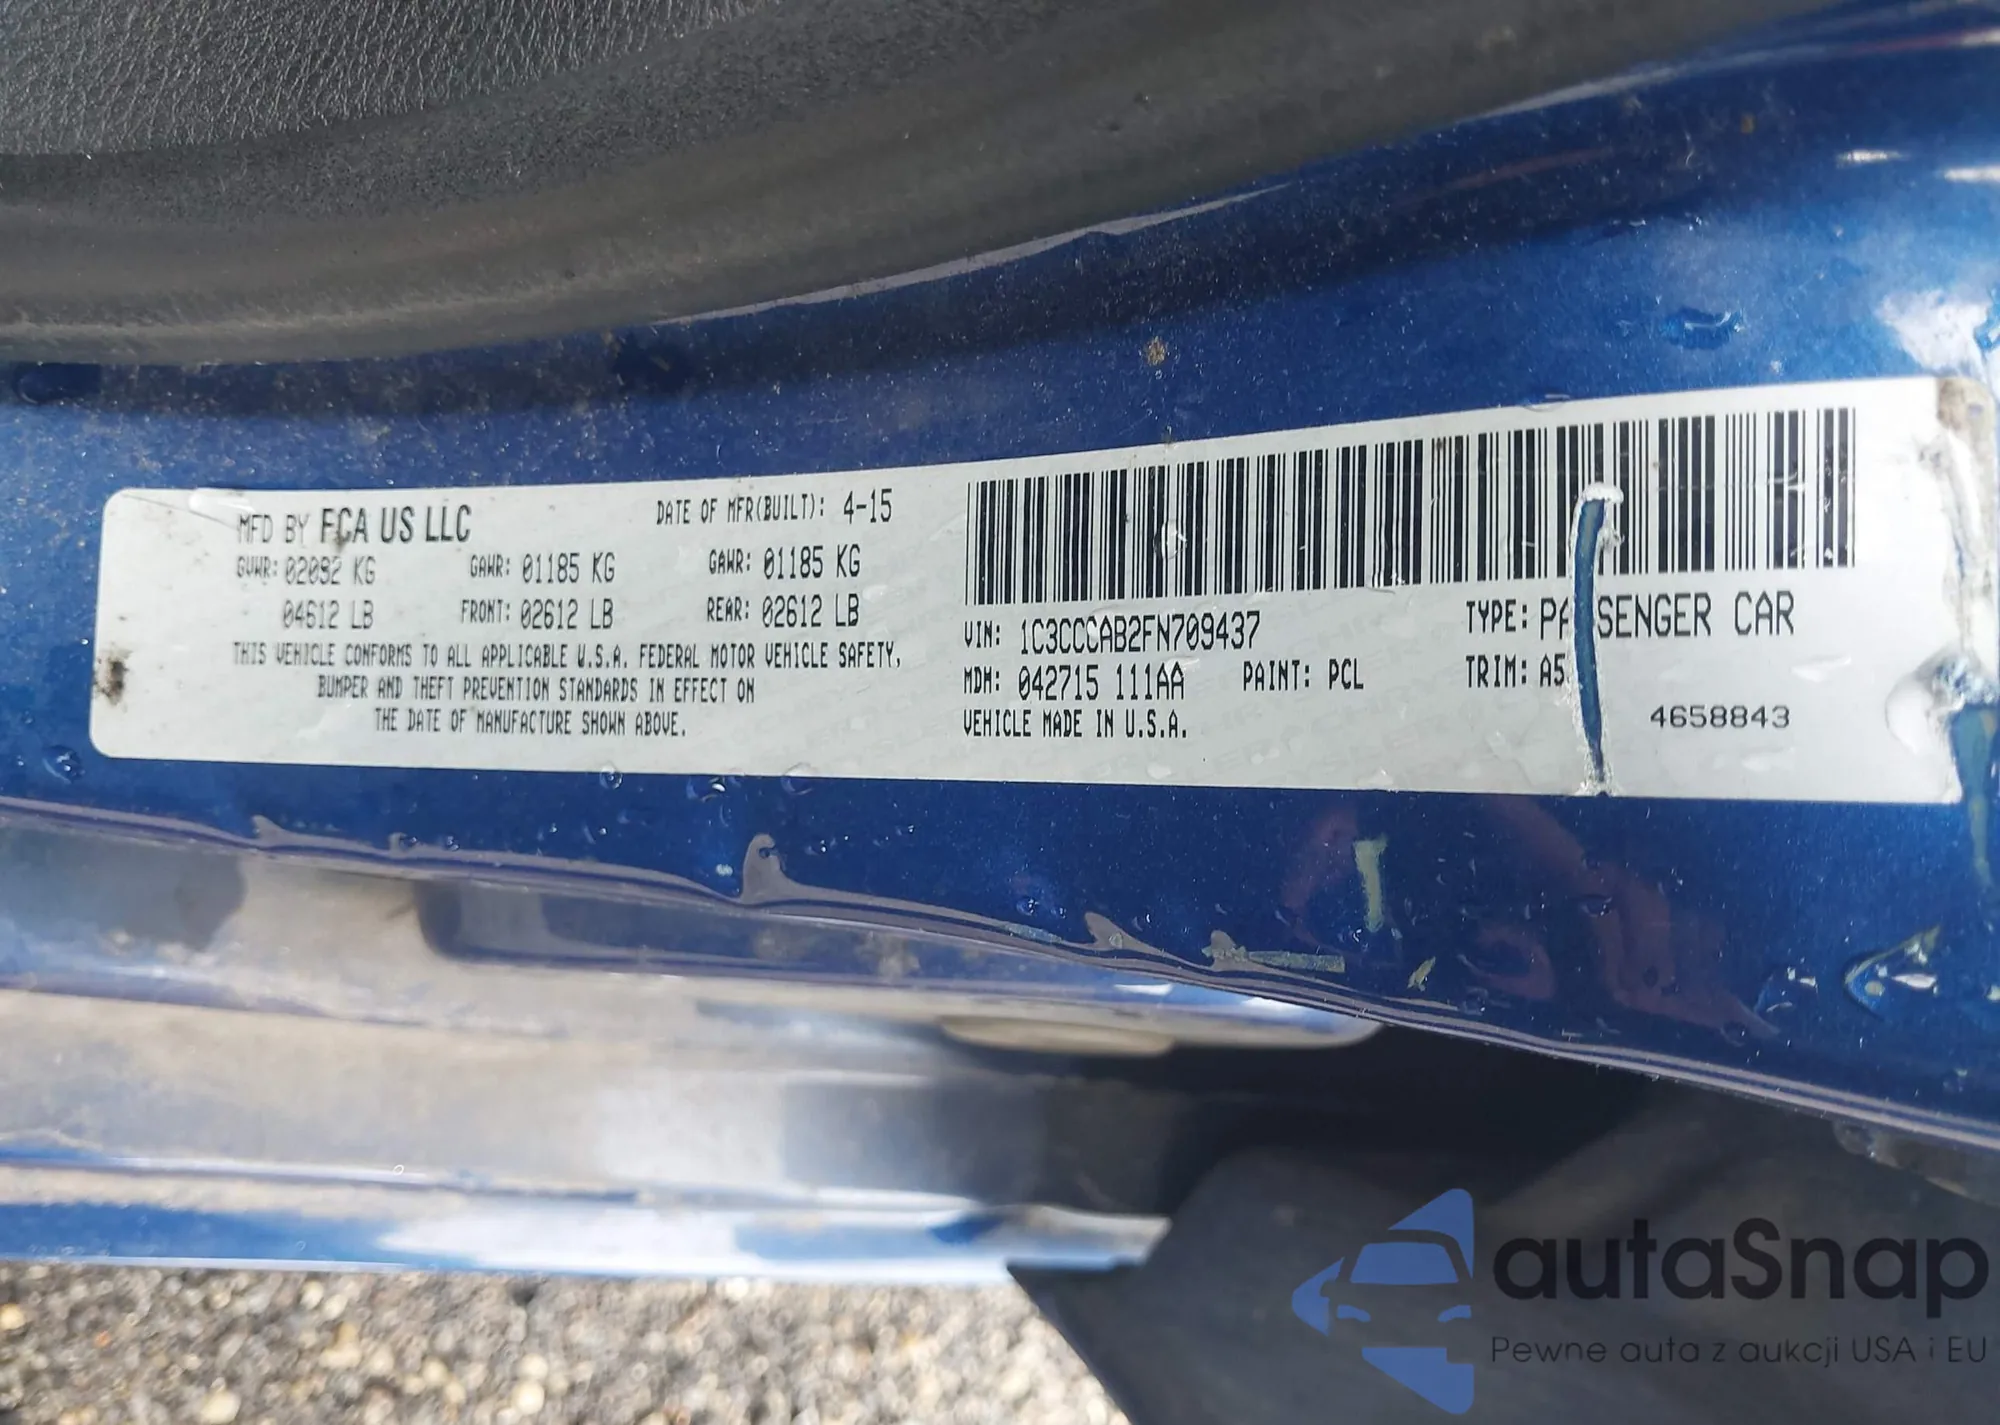 MFD BY FCA US LLC DATE OF MFR(BUILT): 4-15
GVWR: 02092 KG GAWR: 01185 KG GAWR: 01185 KG
04612 LB FRONT: 02612 LB REAR: 02612 LB
THIS VEHICLE CONFORMS TO ALL APPLICABLE U.S.A. FEDERAL MOTOR VEHICLE SAFETY,
BUMPER AND THEFT PREVENTION STANDARDS IN EFFECT ON
THE DATE OF MANUFACTURE SHOWN ABOVE.
VIN: 1C3CCCAB2FN709437 TYPE: PA SENGER CAR
MDH: 042715 111AA PAINT: PCL TRIM: A5
VEHICLE MADE IN U.S.A. 4658843
autaSnap
Pewne auta z aukcji USA i EU